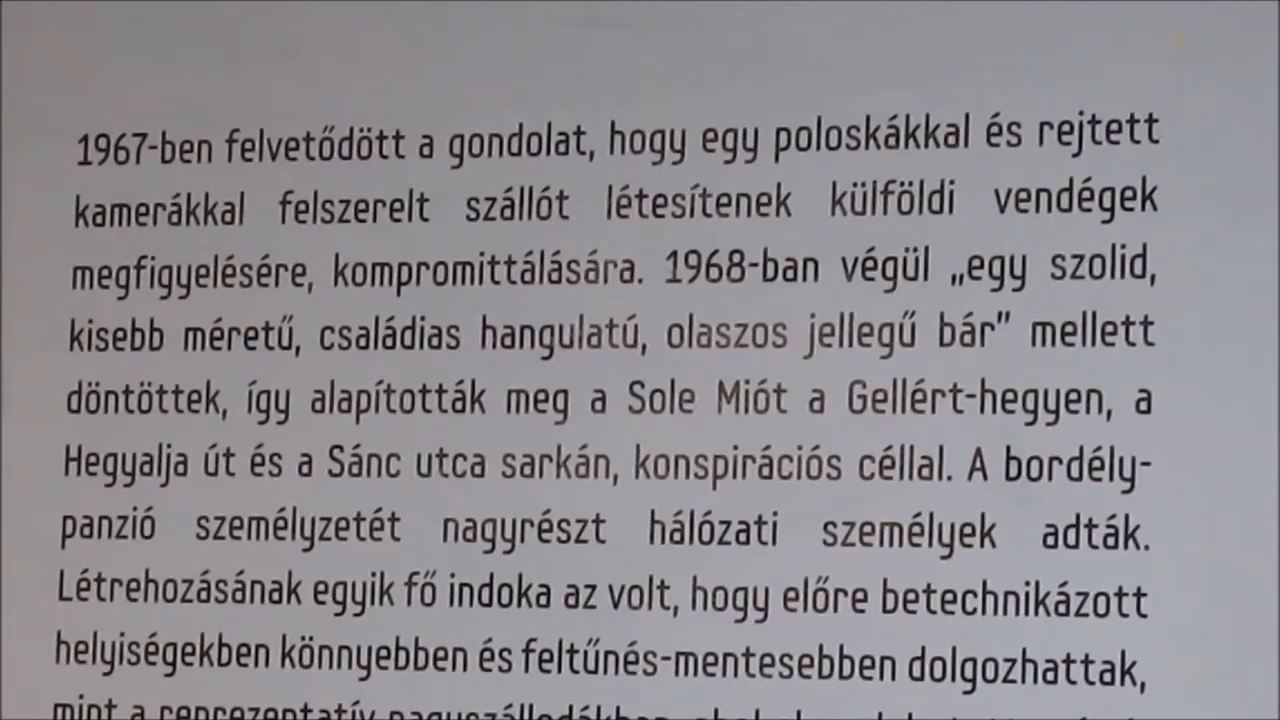 1967-ben felvetődött a gondolat, hogy egy poloskákkal és rejtett
kamerákkal felszerelt szállót létesítenek külföldi vendégek
megfigyelésére, kompromittálására. 1968-ban végül „egy szolid,
kisebb méretű, családias hangulatú, olaszos jellegű bár” mellett
döntöttek, így alapították meg a Sole Miót a Gellért-hegyen, a
Hegyalja út és a Sánc utca sarkán, konspirációs céllal. A bordély-
panzió személyzetét nagyrészt hálózati személyek adták.
Létrehozásának egyik fő indoka az volt, hogy előre betechnikázott
helyiségekben könnyebben és feltűnés-mentesebben dolgozhattak,
mint a reprezentatív nagyszállodákban,